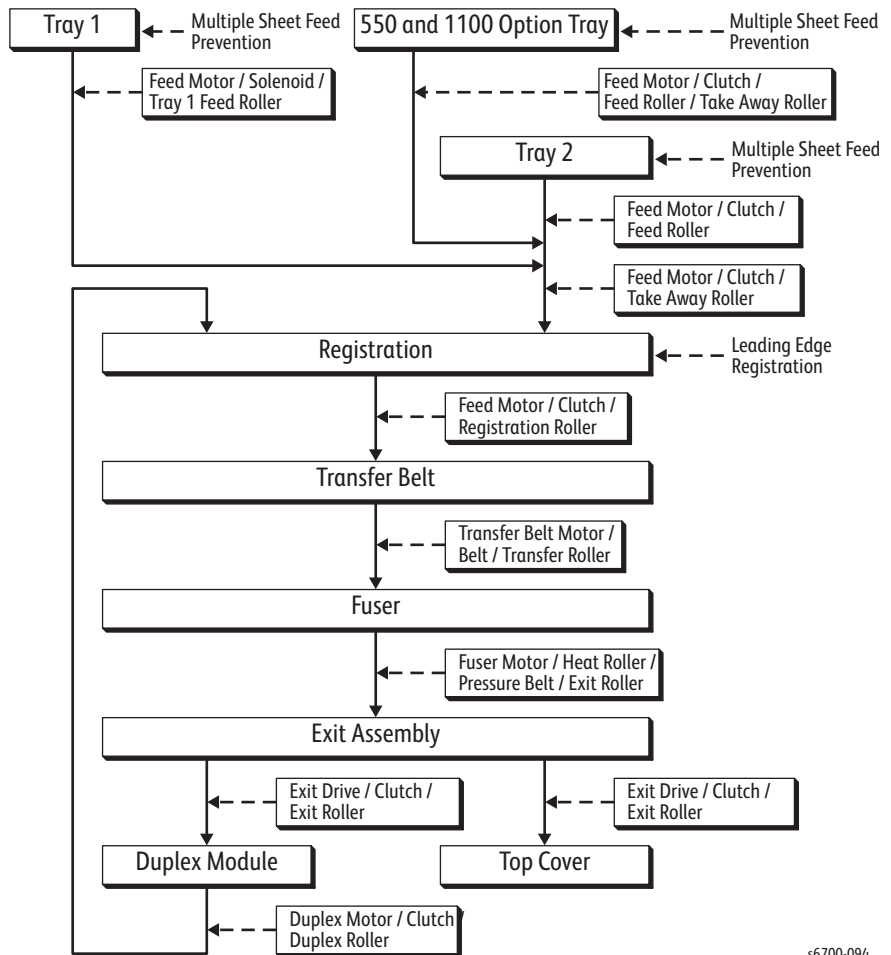 Tray 1
Multiple Sheet Feed
Prevention
550 and 1100 Option Tray
Multiple Sheet Feed
Prevention
Feed Motor / Solenoid /
Tray 1 Feed Roller
Feed Motor / Clutch /
Feed Roller / Take Away Roller
Tray 2
Multiple Sheet Feed
Prevention
Feed Motor / Clutch /
Feed Roller
Feed Motor / Clutch /
Take Away Roller
Registration
Leading Edge
Registration
Feed Motor / Clutch /
Registration Roller
Transfer Belt
Transfer Belt Motor /
Belt / Transfer Roller
Fuser
Fuser Motor / Heat Roller /
Pressure Belt / Exit Roller
Exit Assembly
Exit Drive / Clutch /
Exit Roller
Exit Drive / Clutch /
Exit Roller
Duplex Module
Top Cover
Duplex Motor / Clutch /
Duplex Roller
s6700-094